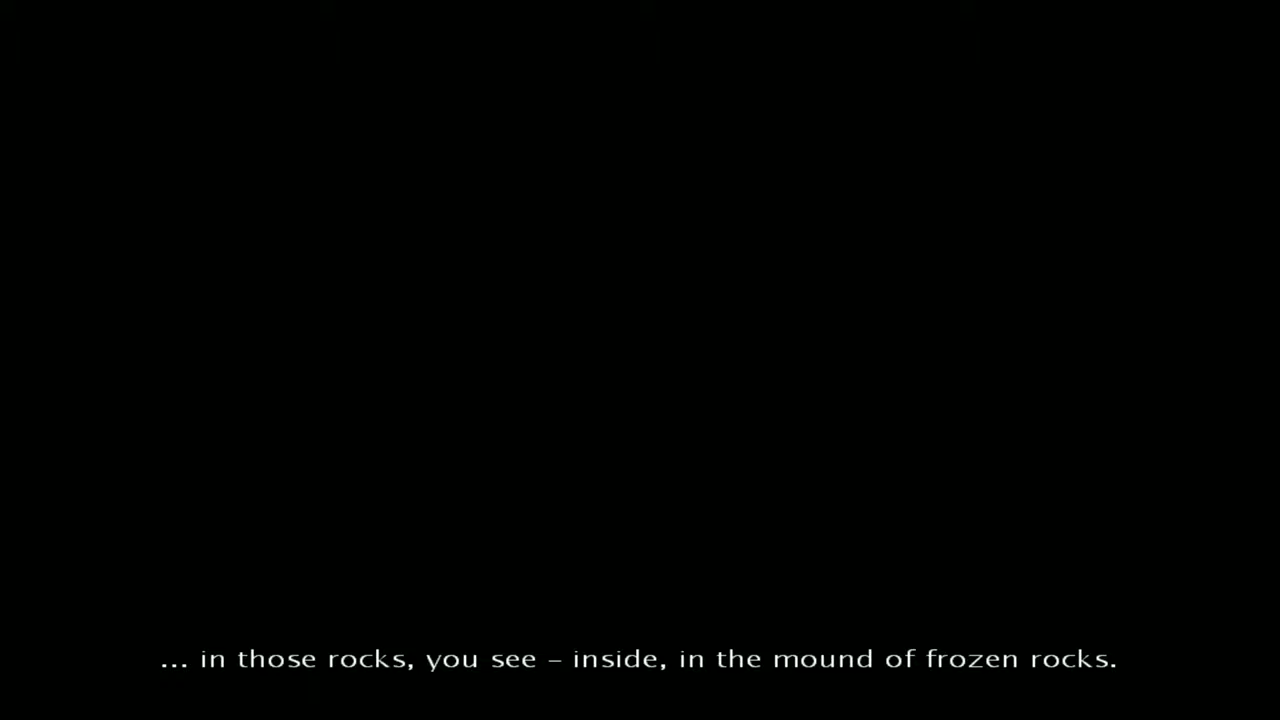 ... in those rocks, you see – inside, in the mound of frozen rocks.